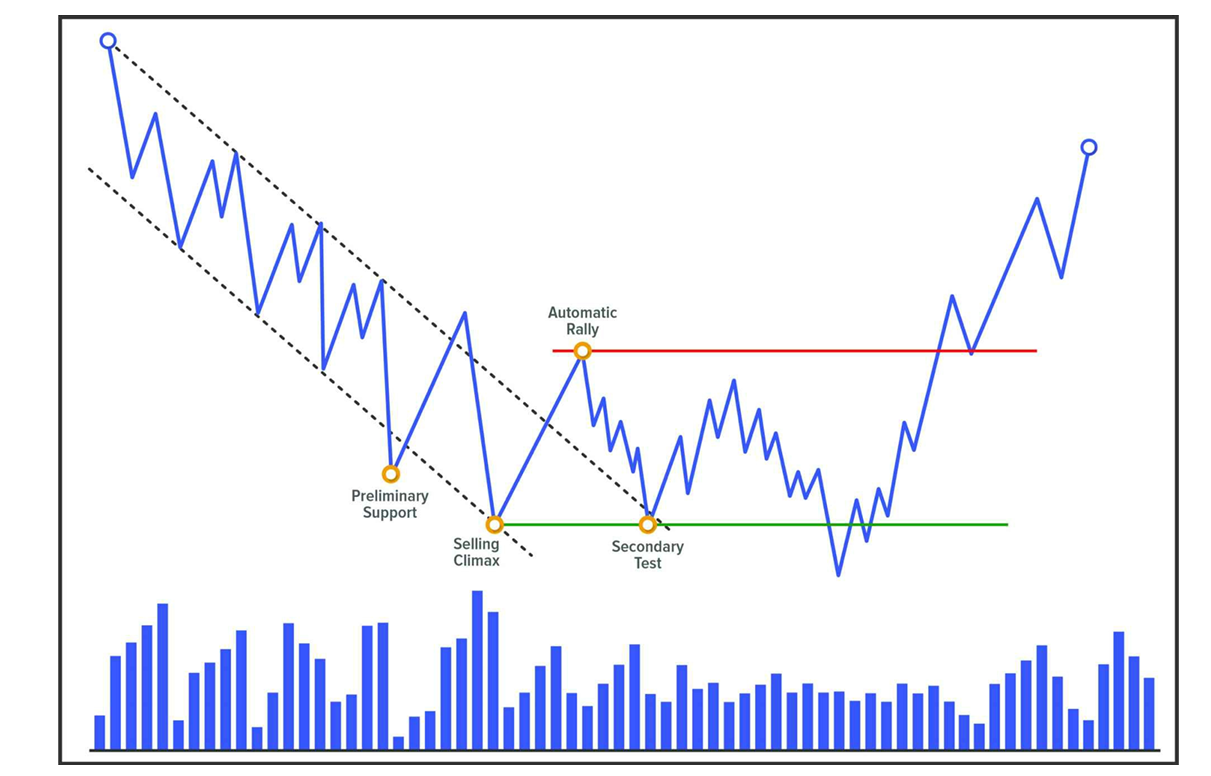 Automatic
Rally
Preliminary
Support
Selling
Climax
Secondary
Test